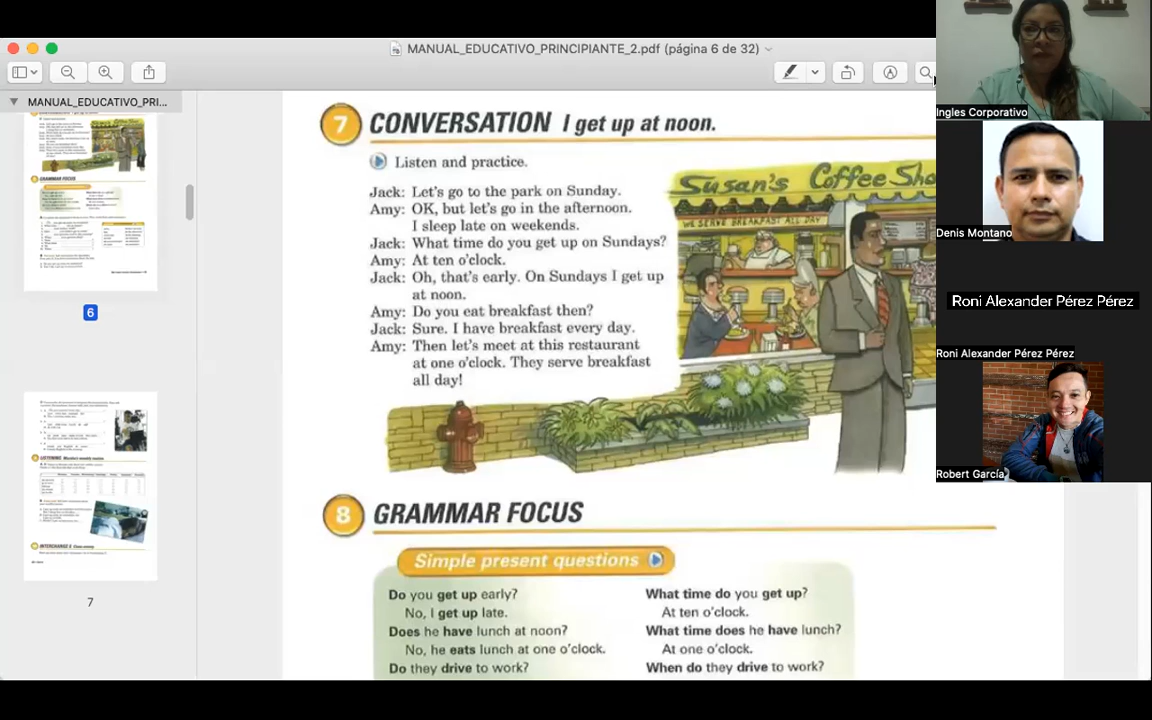 MANUAL_EDUCATIVO_PRINCIPIANTE_2.pdf (página 6 de 32)
MANUAL_EDUCATIVO_PRI...
6
7
7 CONVERSATION I get up at noon.
Listen and practice.
Jack: Let's go to the park on Sunday.
Amy: OK, but let's go in the afternoon.
I sleep late on weekends.
Jack: What time do you get up on Sundays?
Amy: At ten o'clock.
Jack: Oh, that's early. On Sundays I get up
at noon.
Amy: Do you eat breakfast then?
Jack: Sure. I have breakfast every day.
Amy: Then let's meet at this restaurant
at one o'clock. They serve breakfast
all day!
Susan's Coffee Sho
WE SERVE BREAKFAST ALL DAY
8 GRAMMAR FOCUS
Simple present questions
Do you get up early?
No, I get up late.
Does he have lunch at noon?
No, he eats lunch at one o'clock.
Do they drive to work?
What time do you get up?
At ten o'clock.
What time does he have lunch?
At one o'clock.
When do they drive to work?
Ingles Corporativo
Denis Montano
Roni Alexander Pérez Pérez
Roni Alexander Pérez Pérez
Robert García